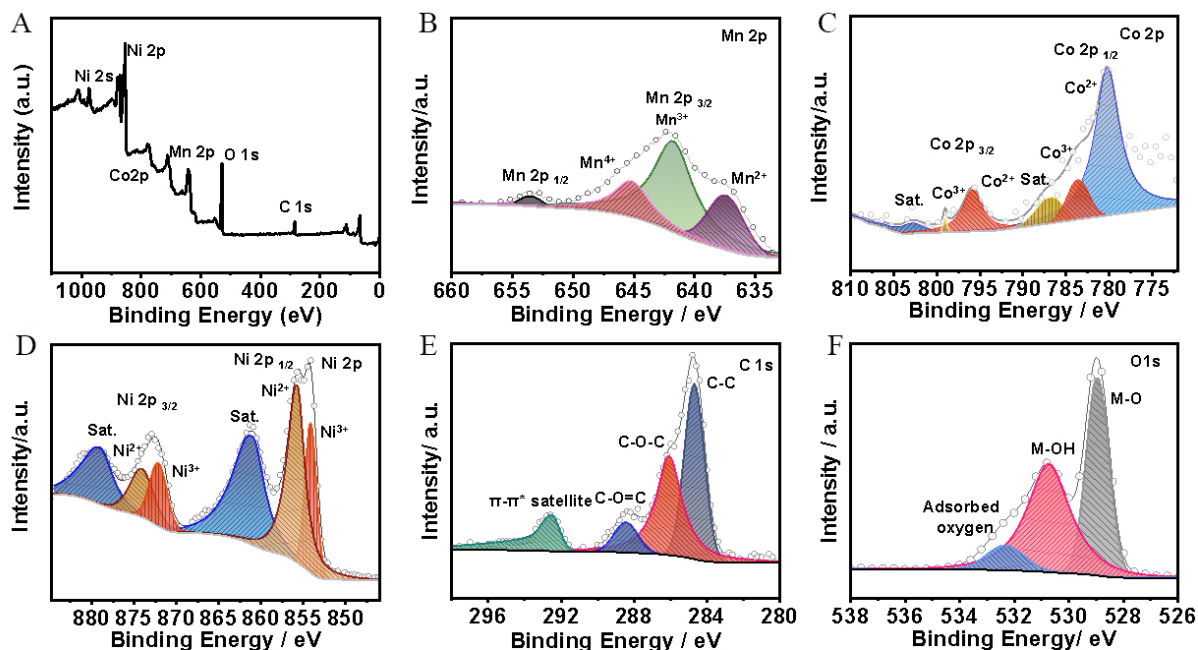 A
Intensity (a.u.)
Ni 2p
Ni 2s
Mn 2p
O 1s
Co2p
C 1s
1000 800 600 400 200 0
Binding Energy (eV)
B
Intensity/a.u.
Mn 2p
Mn 2p 3/2
Mn³⁺
Mn⁴⁺
Mn 2p 1/2
Mn²⁺
660 655 650 645 640 635
Binding Energy / eV
C
Intensity/a.u.
Co 2p 1/2
Co 2p
Co²⁺
Co 2p 3/2
Co³⁺
Sat.
Co³⁺
Co²⁺
Sat.
810 805 800 795 790 785 780 775
Binding Energy / eV
D
Intensity/a.u.
Ni 2p 1/2
Ni 2p
Ni²⁺
Ni 2p 3/2
Sat.
Sat.
Ni²⁺
Ni³⁺
Ni³⁺
880 875 870 865 860 855 850
Binding Energy / eV
E
Intensity/ a.u.
C 1s
C-C
C-O-C
π-π* satellite
C-O=C
296 292 288 284 280
Binding Energy / eV
F
Intensity / a.u.
O1s
M-O
M-OH
Adsorbed
oxygen
538 536 534 532 530 528 526
Binding Energy / eV